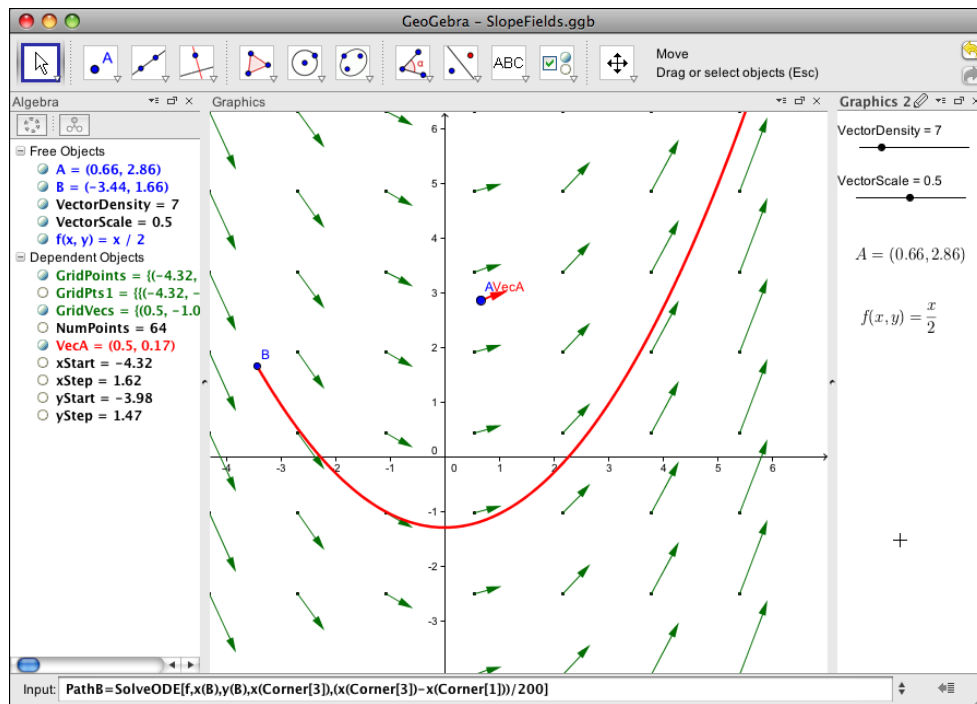 GeoGebra - SlopeFields.ggb
A
ABC
Move
Drag or select objects (Esc)
Algebra
Graphics
Graphics 2
Free Objects
A = (0.66, 2.86)
B = (-3.44, 1.66)
VectorDensity = 7
VectorScale = 0.5
f(x, y) = x / 2
Dependent Objects
GridPoints = {(-4.32,
GridPts1 = {{(-4.32, -
GridVecs = {(0.5, -1.0
NumPoints = 64
VecA = (0.5, 0.17)
xStart = -4.32
xStep = 1.62
yStart = -3.98
yStep = 1.47
6
5
4
3
2
1
0
-1
-2
-3
-4 -3 -2 -1 0 1 2 3 4 5 6
A VecA
B
VectorDensity = 7
VectorScale = 0.5
A = (0.66, 2.86)
f(x, y) = x/2
Input: PathB=SolveODE[f,x(B),y(B),x(Corner[3]),(x(Corner[3])-x(Corner[1]))/200]